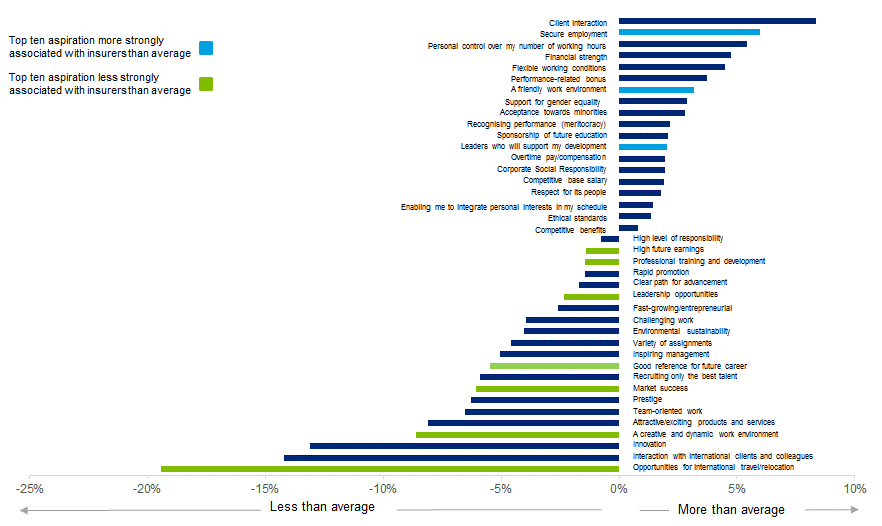 Top ten aspiration more strongly
associated with insurers than average
Top ten aspiration less strongly
associated with insurers than average
Client Interaction
Secure employment
Personal control over my number of working hours
Financial strength
Flexible working conditions
Performance-related bonus
A friendly work environment
Support for gender equality
Acceptance towards minorities
Recognising performance (meritocracy)
Sponsorship of future education
Leaders who will support my development
Overtime pay/compensation
Corporate Social Responsibility
Competitive base salary
Respect for its people
Enabling me to integrate personal interests in my schedule
Ethical standards
Competitive benefits
High level of responsibility
High future earnings
Professional training and development
Rapid promotion
Clear path for advancement
Leadership opportunities
Fast-growing/entrepreneurial
Challenging work
Environmental sustainability
Variety of assignments
Inspiring management
Good reference for future career
Recruiting only the best talent
Market success
Prestige
Team-oriented work
Attractive/exciting products and services
A creative and dynamic work environment
Innovation
Interaction with international clients and colleagues
Opportunities for international travel/relocation
-25% -20% -15% -10% -5% 0% 5% 10%
Less than average More than average